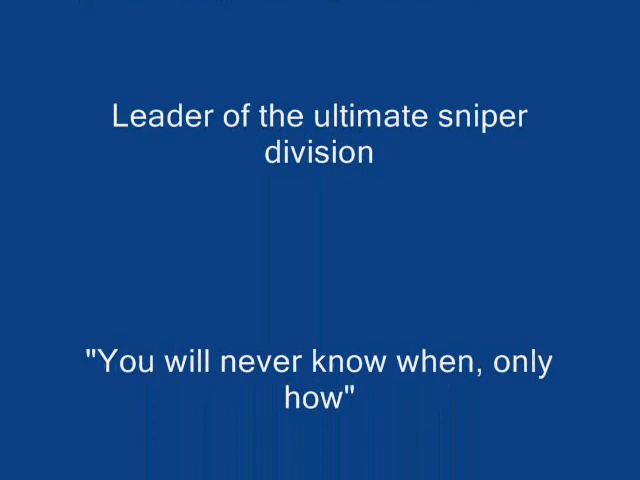 Leader of the ultimate sniper
division
"You will never know when, only
how"